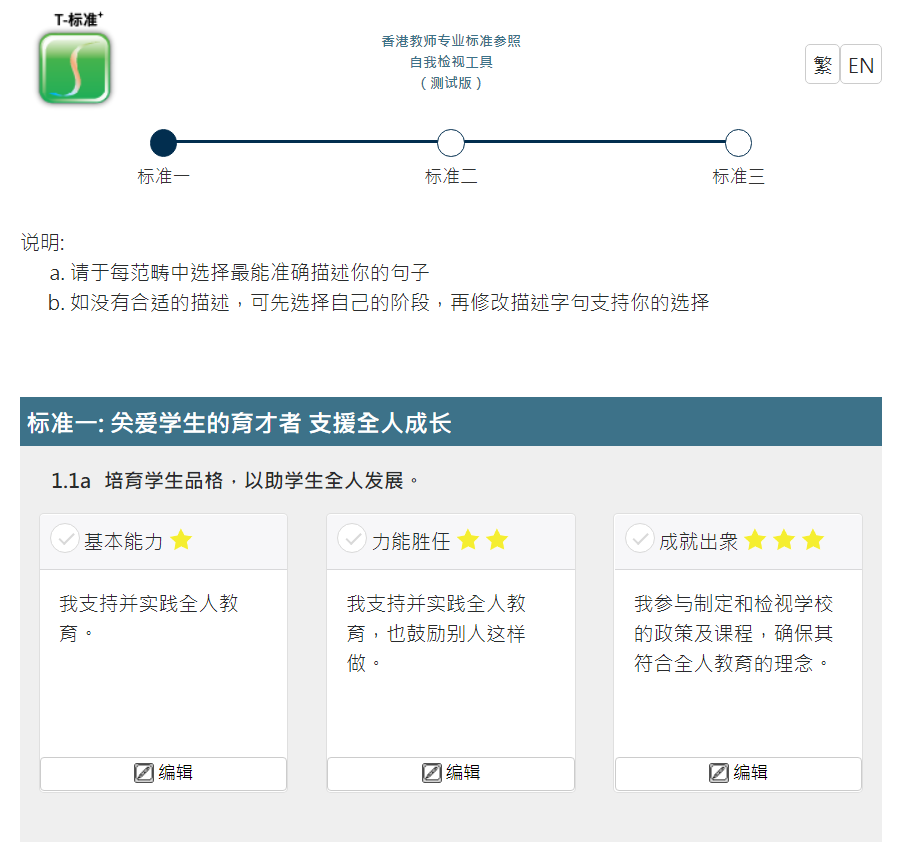 T-标准+
香港教师专业标准参照
自我检视工具
(测试版)
繁
EN
标准一
标准二
标准三
说明:
a. 请于每范畴中选择最能准确描述你的句子
b. 如没有合适的描述，可先选择自己的阶段，再修改描述字句支持你的选择
标准一: 关爱学生的育才者 支援全人成长
1.1a 培育学生品格，以助学生全人发展。
基本能力
我支持并实践全人教
育。
编辑
力能胜任
我支持并实践全人教
育，也鼓励别人这样
做。
编辑
成就出衆
我参与制定和检视学校
的政策及课程，确保其
符合全人教育的理念。
编辑